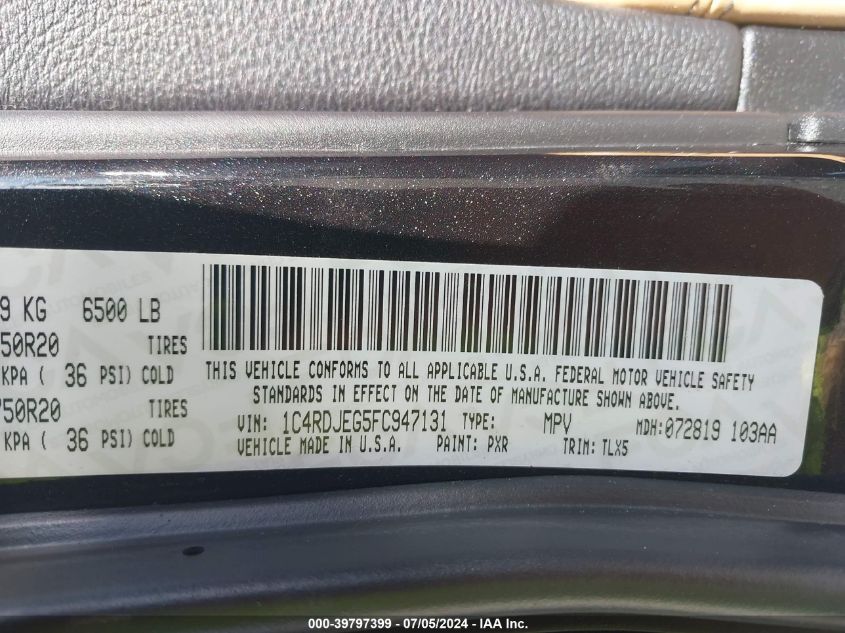 9 KG 6500 LB
50R20 TIRES
KPA ( 36 PSI) COLD
50R20 TIRES
KPA ( 36 PSI) COLD
THIS VEHICLE CONFORMS TO ALL APPLICABLE U.S.A. FEDERAL MOTOR VEHICLE SAFETY
STANDARDS IN EFFECT ON THE DATE OF MANUFACTURE SHOWN ABOVE.
VIN: 1C4RDJEG5FC947131 TYPE: MPV MDH:072819 103AA
VEHICLE MADE IN U.S.A. PAINT: PXR TRIM: TLX5
000-39797399 / 07/05/2024 - IAA Inc.